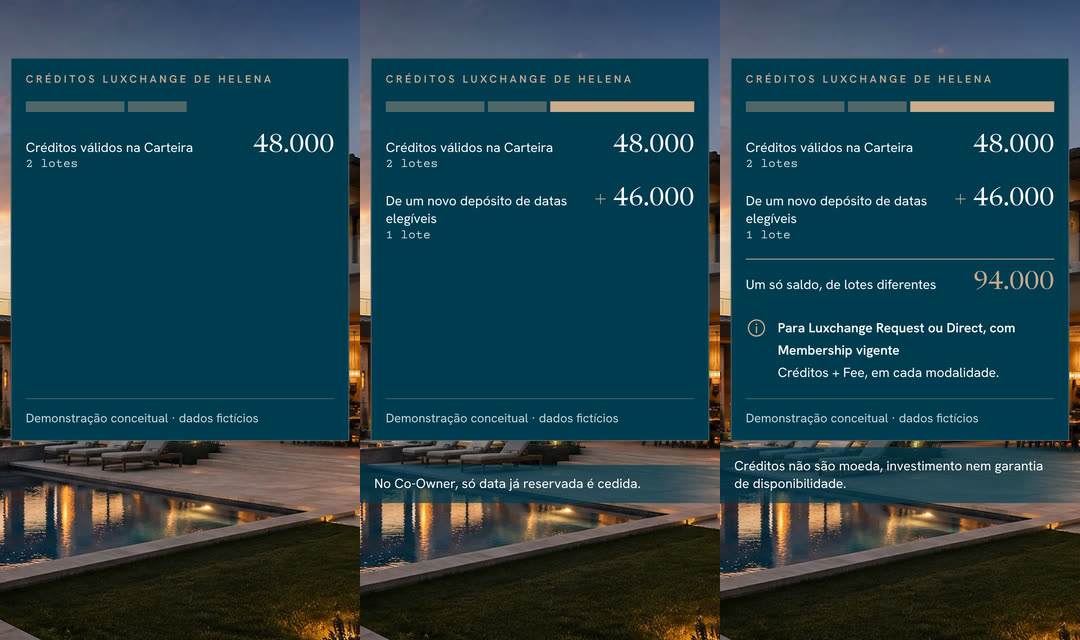 CRÉDITOS LUXCHANGE DE HELENA
Créditos válidos na Carteira 48.000
2 lotes
Demonstração conceitual · dados fictícios
CRÉDITOS LUXCHANGE DE HELENA
Créditos válidos na Carteira 48.000
2 lotes
De um novo depósito de datas + 46.000
elegíveis
1 lote
Demonstração conceitual · dados fictícios
No Co-Owner, só data já reservada é cedida.
CRÉDITOS LUXCHANGE DE HELENA
Créditos válidos na Carteira 48.000
2 lotes
De um novo depósito de datas + 46.000
elegíveis
1 lote
Um só saldo, de lotes diferentes 94.000
Para Luxchange Request ou Direct, com
Membership vigente
Créditos + Fee, em cada modalidade.
Demonstração conceitual · dados fictícios
Créditos não são moeda, investimento nem garantia
de disponibilidade.